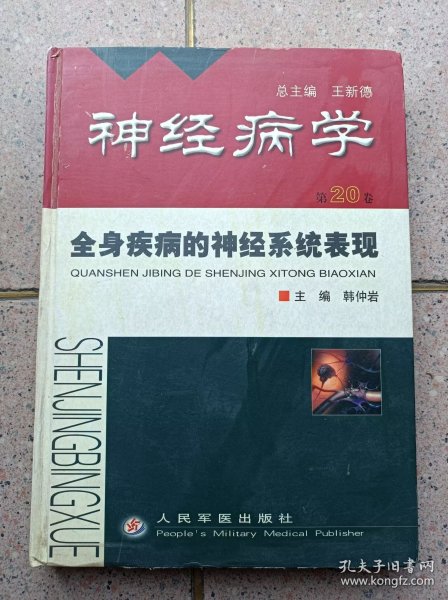 总主编 王新德
神经病学
第20卷
全身疾病的神经系统表现
QUANSHEN JIBING DE SHENJING XITONG BIAOXIAN
主 编 韩仲岩
SHENJINGBINGXUE
人民军医出版社
People's Military Medical Publisher
孔夫子旧书网
www.kongfz.com